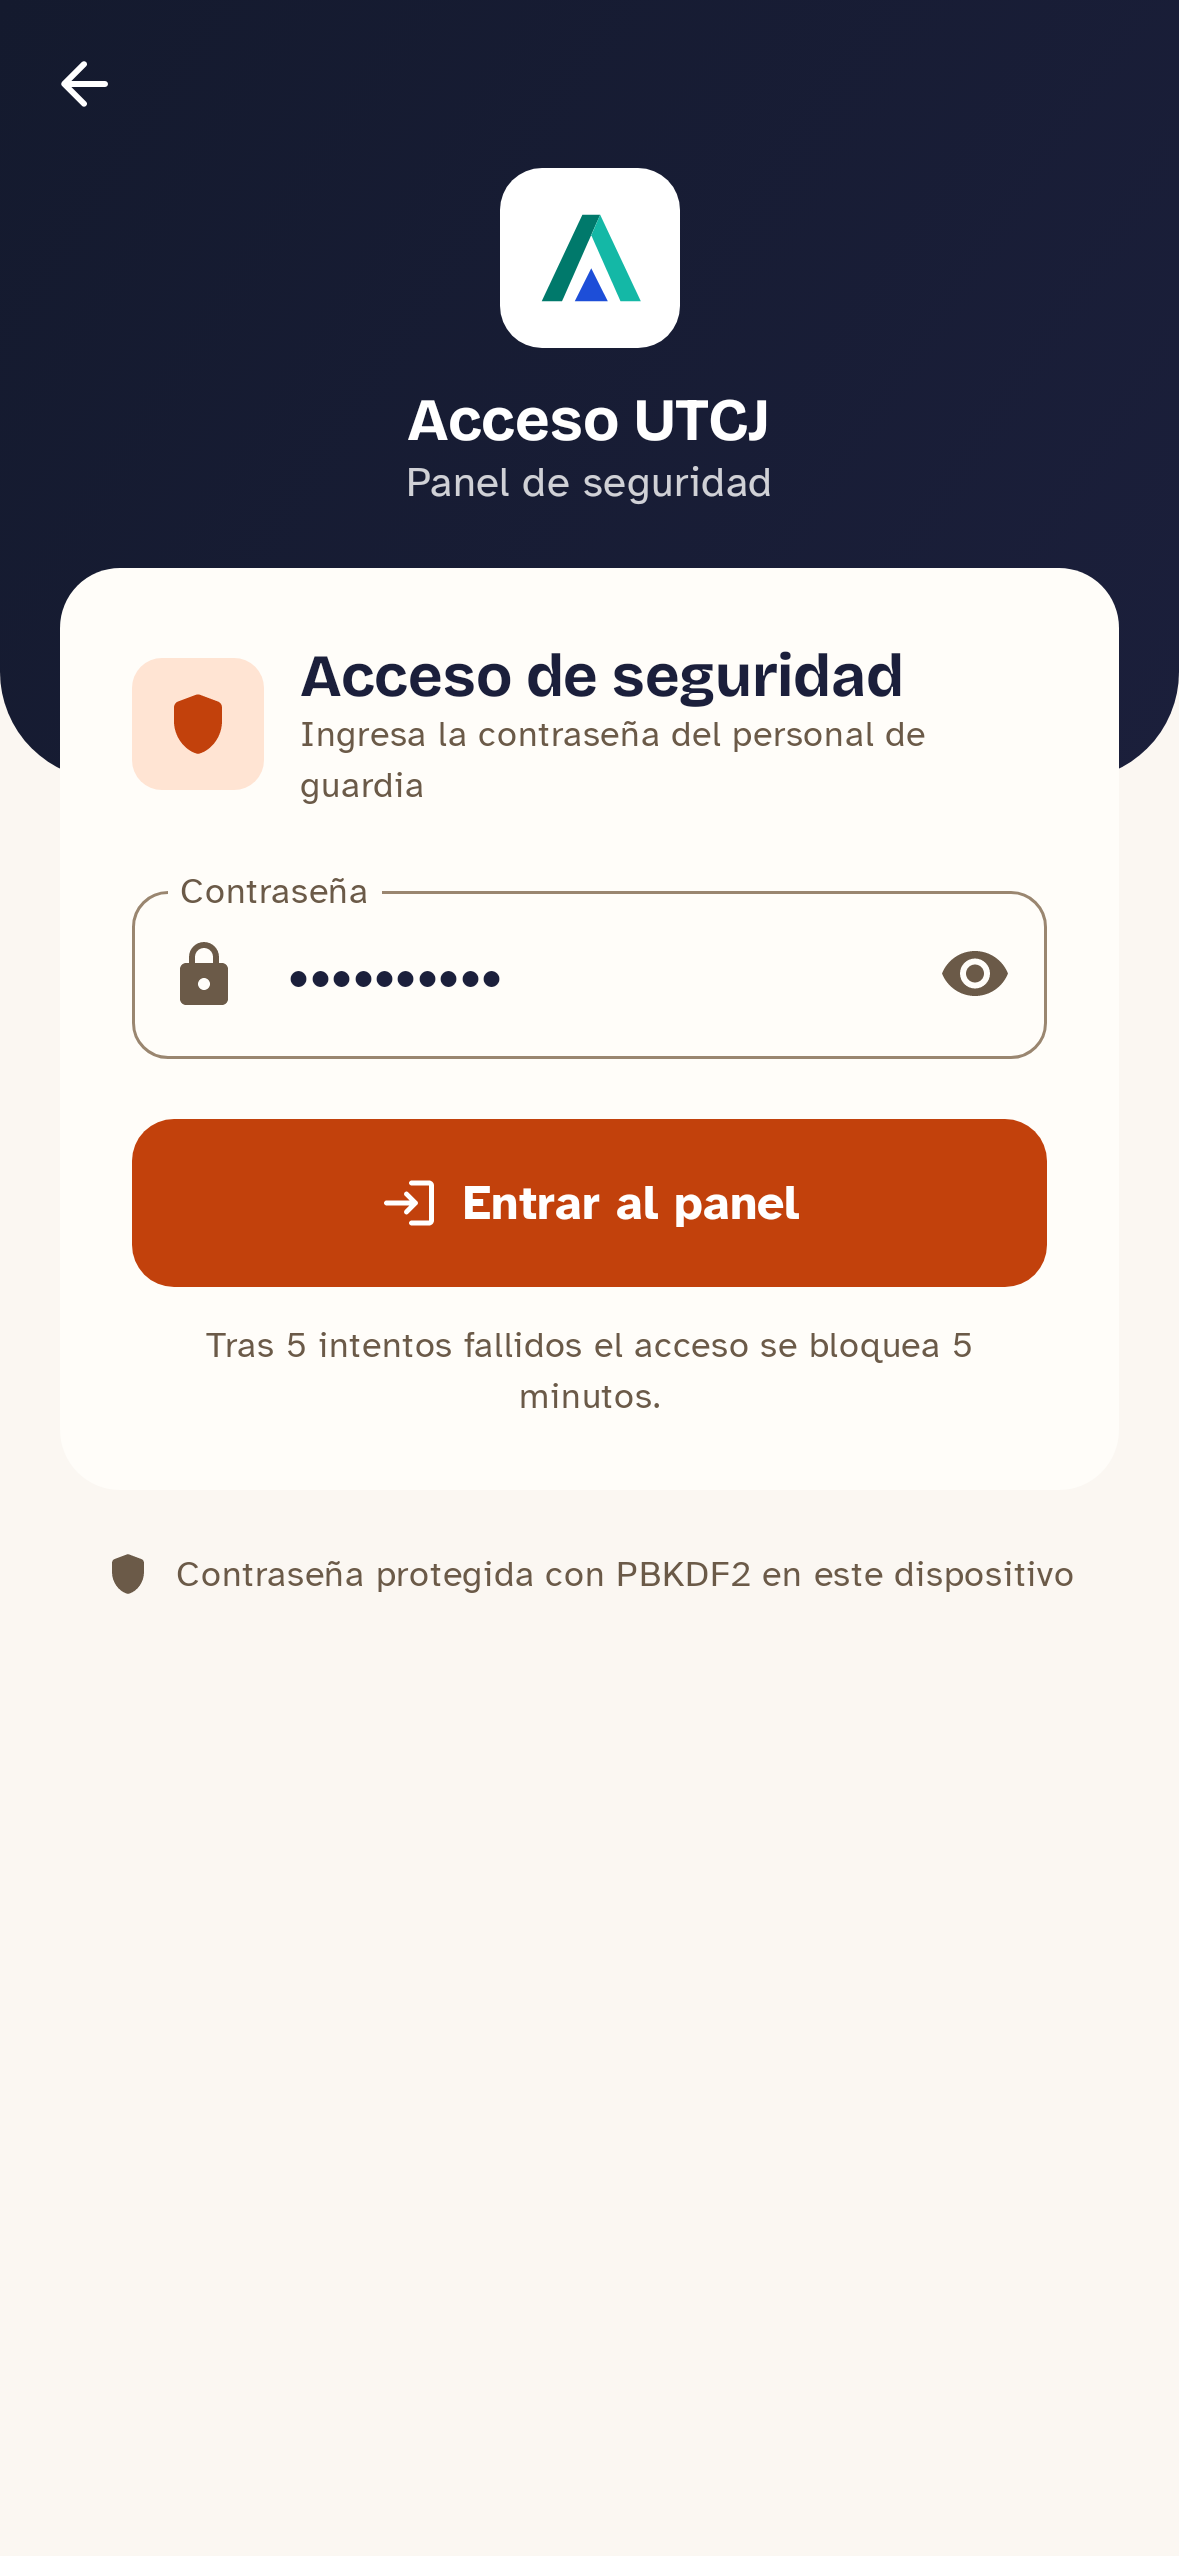 Acceso UTCJ
Panel de seguridad
Acceso de seguridad
Ingresa la contraseña del personal de
guardia
Contraseña
••••••••••
Entrar al panel
Tras 5 intentos fallidos el acceso se bloquea 5
minutos.
Contraseña protegida con PBKDF2 en este dispositivo